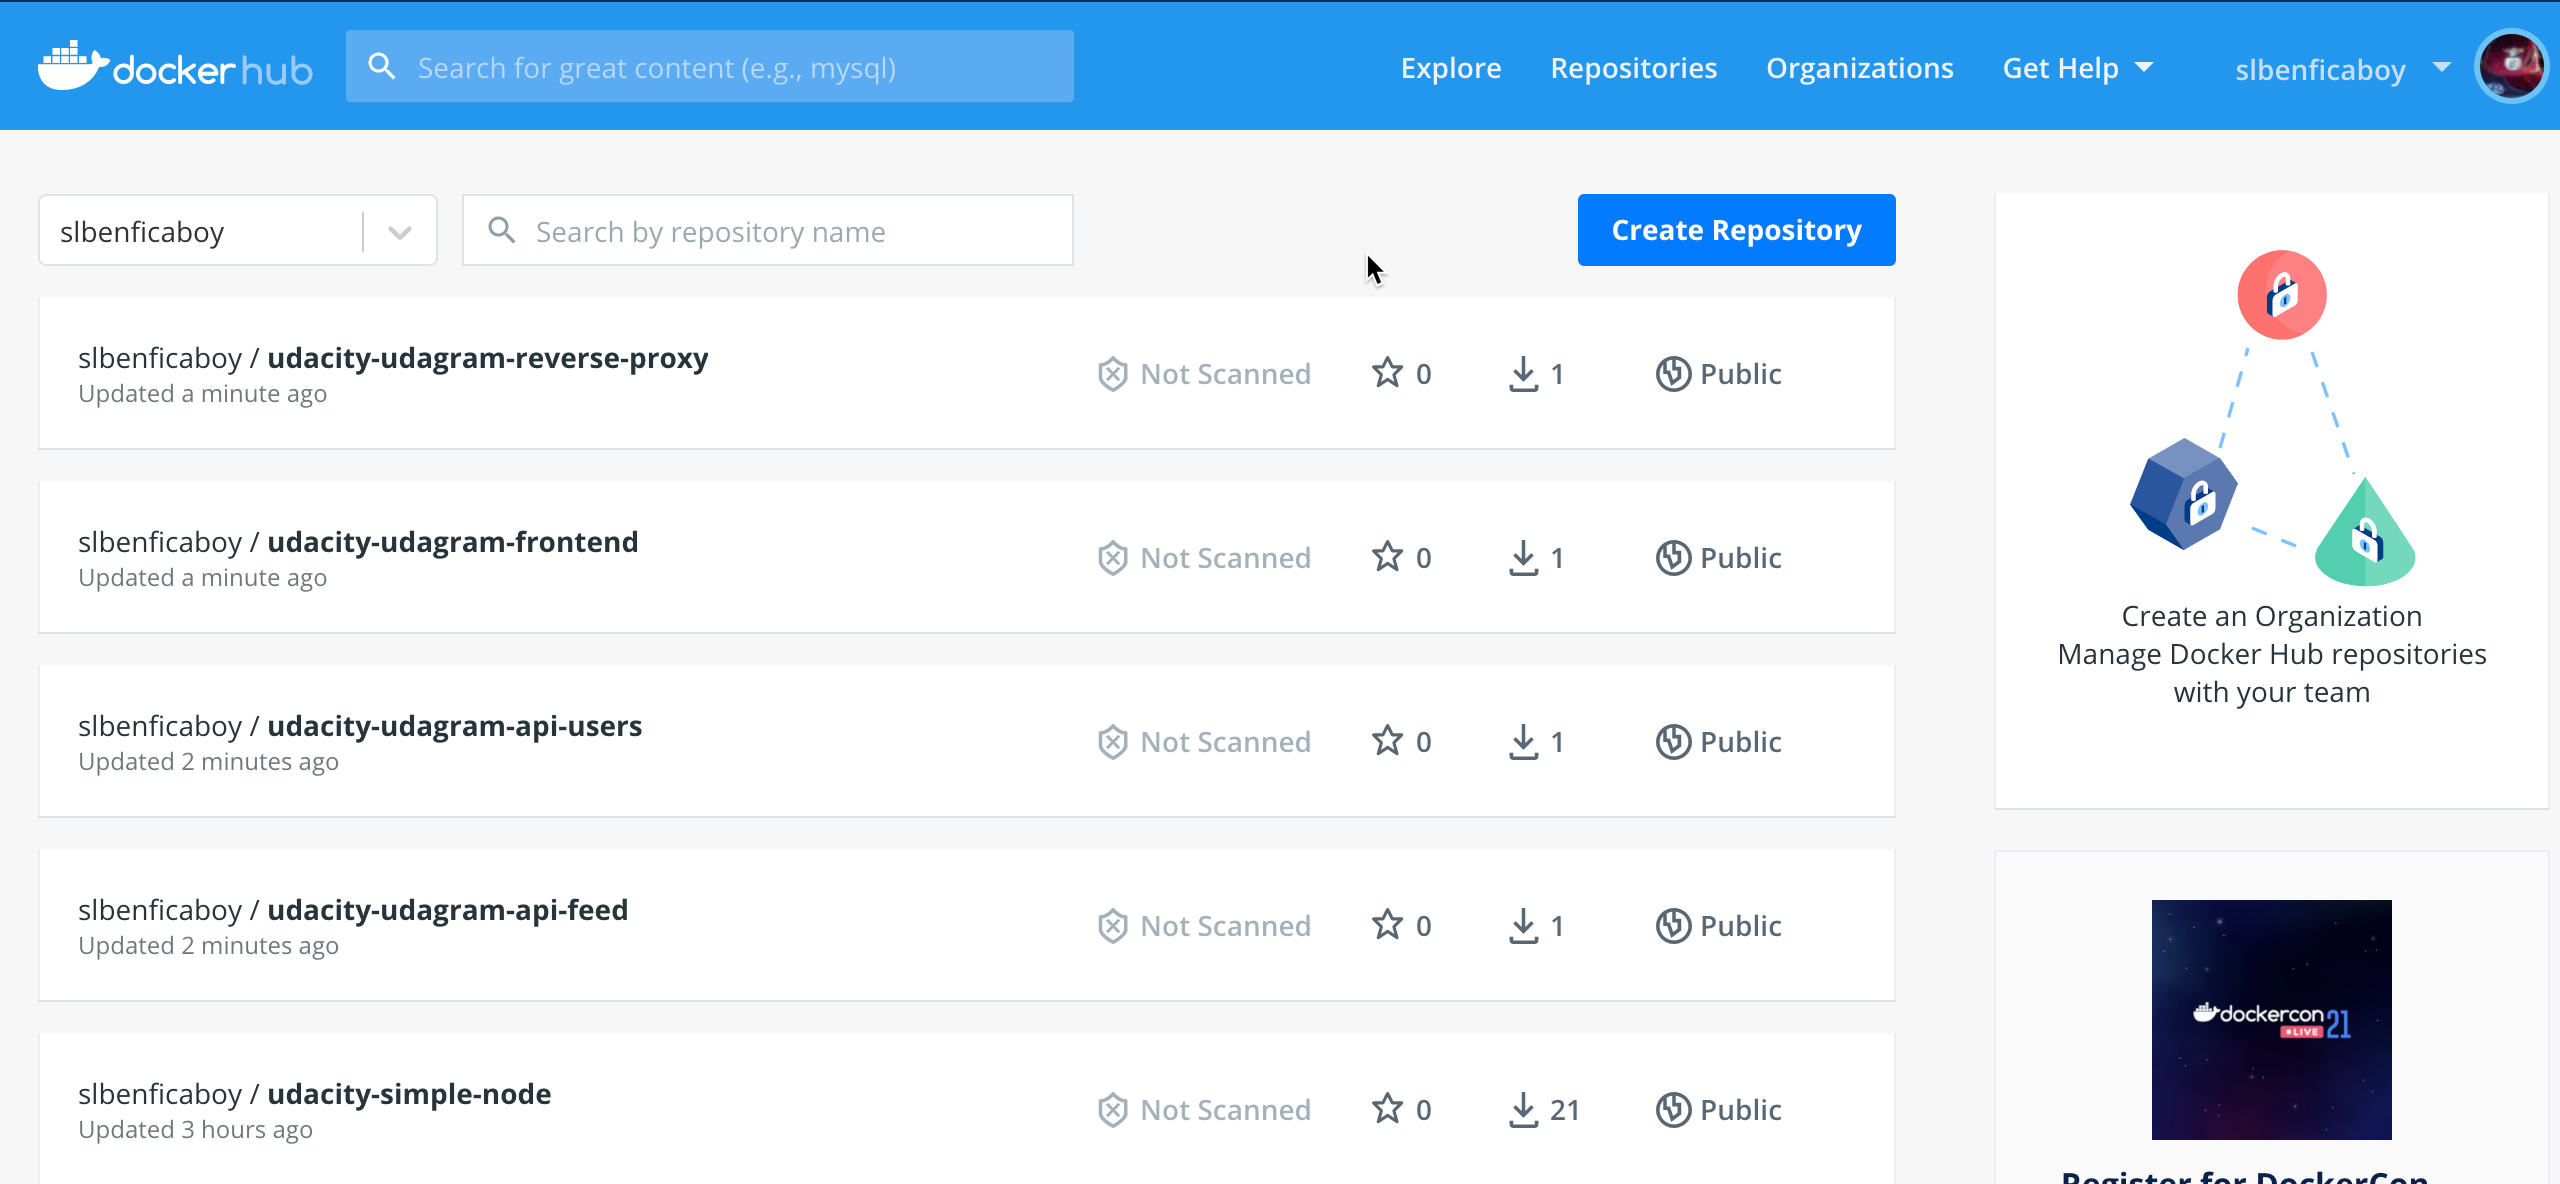 docker hub
Search for great content (e.g., mysql)
Explore
Repositories
Organizations
Get Help
slbenficaboy
slbenficaboy
Search by repository name
Create Repository
slbenficaboy / udacity-udagram-reverse-proxy
Updated a minute ago
Not Scanned
0
1
Public
slbenficaboy / udacity-udagram-frontend
Updated a minute ago
Not Scanned
0
1
Public
slbenficaboy / udacity-udagram-api-users
Updated 2 minutes ago
Not Scanned
0
1
Public
slbenficaboy / udacity-udagram-api-feed
Updated 2 minutes ago
Not Scanned
0
1
Public
slbenficaboy / udacity-simple-node
Updated 3 hours ago
Not Scanned
0
21
Public
Create an Organization
Manage Docker Hub repositories
with your team
dockercon 21
LIVE
Register for DockerCon